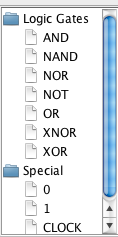 Logic Gates
AND
NAND
NOR
NOT
OR
XNOR
XOR
Special
0
1
CLOCK